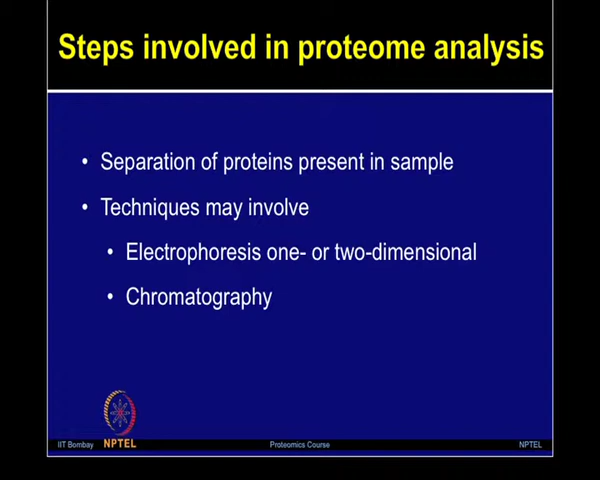 Steps involved in proteome analysis
• Separation of proteins present in sample
• Techniques may involve
• Electrophoresis one- or two-dimensional
• Chromatography
IIT Bombay NPTEL Proteomics Course NPTEL